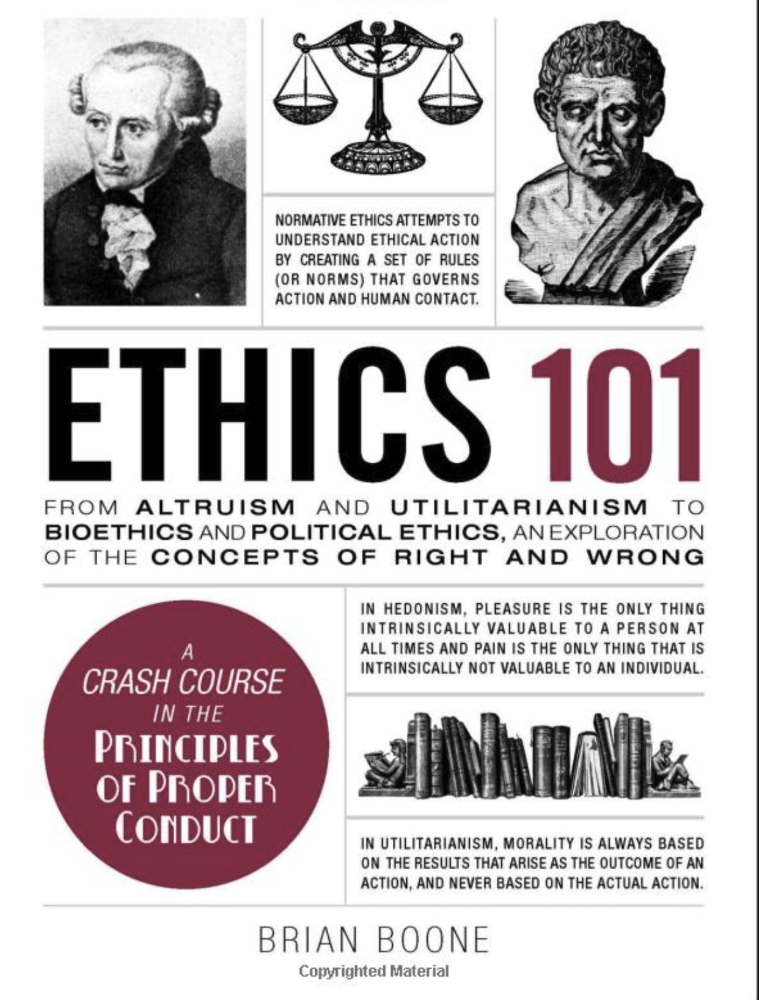 NORMATIVE ETHICS ATTEMPTS TO
UNDERSTAND ETHICAL ACTION
BY CREATING A SET OF RULES
(OR NORMS) THAT GOVERNS
ACTION AND HUMAN CONTACT.
ETHICS 101
FROM ALTRUISM AND UTILITARIANISM TO
BIOETHICS AND POLITICAL ETHICS, AN EXPLORATION
OF THE CONCEPTS OF RIGHT AND WRONG
A
CRASH COURSE
IN THE
PRINCIPLES
OF PROPER
CONDUCT
IN HEDONISM, PLEASURE IS THE ONLY THING
INTRINSICALLY VALUABLE TO A PERSON AT
ALL TIMES AND PAIN IS THE ONLY THING THAT IS
INTRINSICALLY NOT VALUABLE TO AN INDIVIDUAL.
IN UTILITARIANISM, MORALITY IS ALWAYS BASED
ON THE RESULTS THAT ARISE AS THE OUTCOME OF AN
ACTION, AND NEVER BASED ON THE ACTUAL ACTION.
BRIAN BOONE
Copyrighted Material